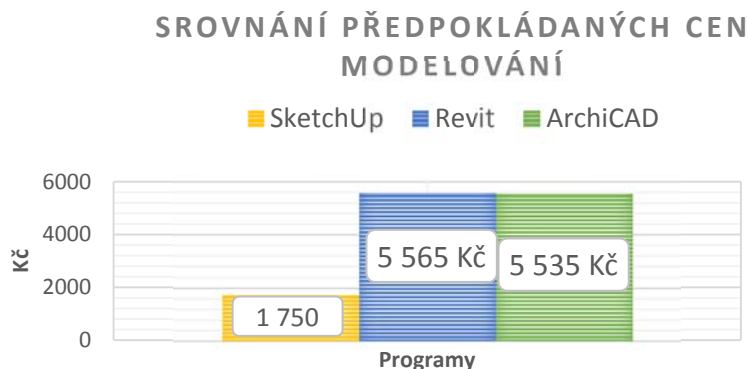 SROVNÁNÍ PŘEDPOKLÁDANÝCH CEN
MODELOVÁNÍ
SketchUp Revit ArchiCAD
6000
4000
2000
0
Kč
1 750
5 565 Kč
5 535 Kč
Programy